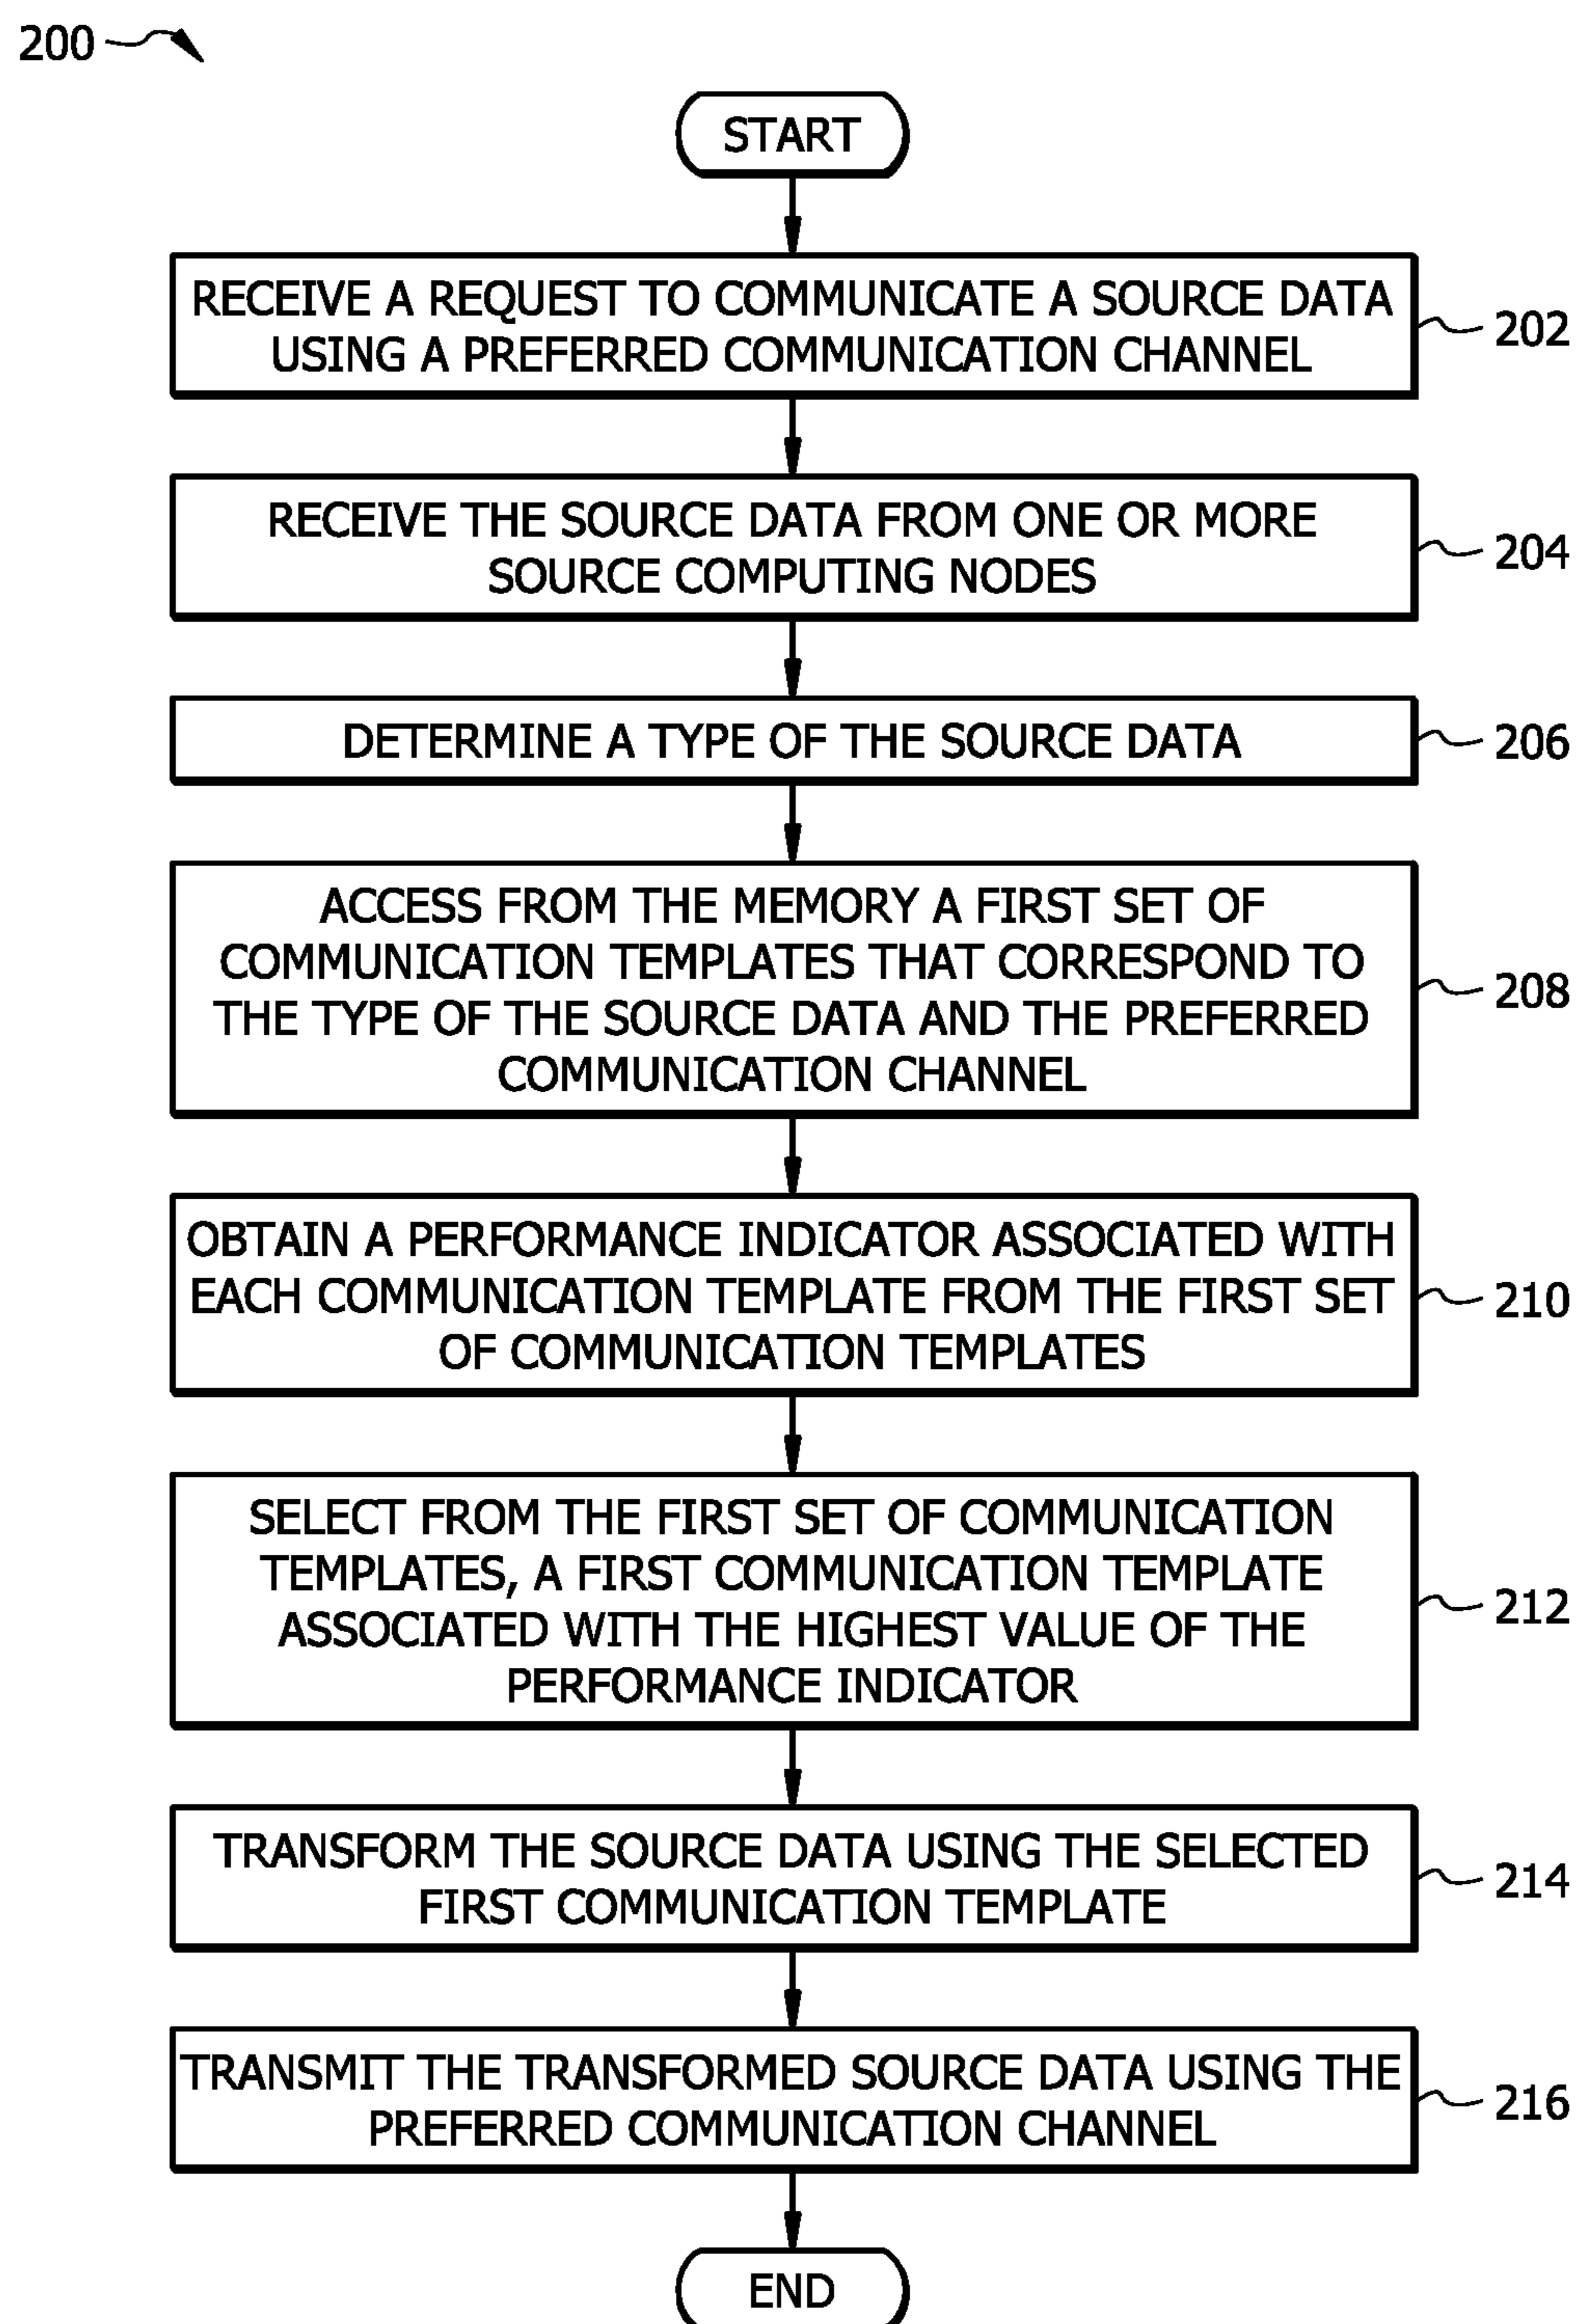 200
START
RECEIVE A REQUEST TO COMMUNICATE A SOURCE DATA
USING A PREFERRED COMMUNICATION CHANNEL
202
RECEIVE THE SOURCE DATA FROM ONE OR MORE
SOURCE COMPUTING NODES
204
DETERMINE A TYPE OF THE SOURCE DATA
206
ACCESS FROM THE MEMORY A FIRST SET OF
COMMUNICATION TEMPLATES THAT CORRESPOND TO
THE TYPE OF THE SOURCE DATA AND THE PREFERRED
COMMUNICATION CHANNEL
208
OBTAIN A PERFORMANCE INDICATOR ASSOCIATED WITH
EACH COMMUNICATION TEMPLATE FROM THE FIRST SET
OF COMMUNICATION TEMPLATES
210
SELECT FROM THE FIRST SET OF COMMUNICATION
TEMPLATES, A FIRST COMMUNICATION TEMPLATE
ASSOCIATED WITH THE HIGHEST VALUE OF THE
PERFORMANCE INDICATOR
212
TRANSFORM THE SOURCE DATA USING THE SELECTED
FIRST COMMUNICATION TEMPLATE
214
TRANSMIT THE TRANSFORMED SOURCE DATA USING THE
PREFERRED COMMUNICATION CHANNEL
216
END